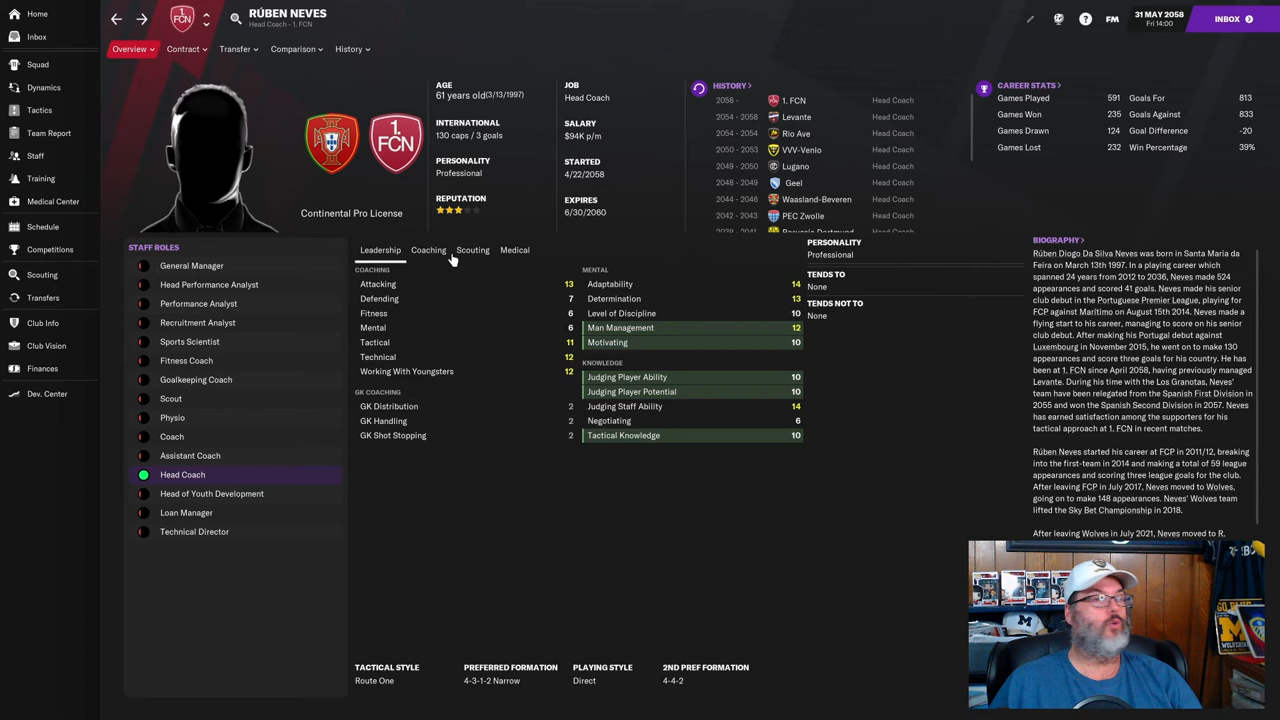 Home
Inbox
Squad
Dynamics
Tactics
Team Report
Staff
Training
Medical Center
Schedule
Competitions
Scouting
Transfers
Club Info
Club Vision
Finances
Dev. Center
1. FCN
RÚBEN NEVES
Head Coach - 1. FCN
FM
31 MAY 2058
Fri 14:00
INBOX
Overview
Contract
Transfer
Comparison
History
1. FCN
Continental Pro License
AGE
61 years old(3/13/1997)
INTERNATIONAL
130 caps / 3 goals
PERSONALITY
Professional
REPUTATION
JOB
Head Coach
SALARY
$94K p/m
STARTED
4/22/2058
EXPIRES
6/30/2060
HISTORY
2058 - 1. FCN Head Coach
2054 - 2058 Levante Head Coach
2054 - 2054 Rio Ave Head Coach
2050 - 2053 VVV-Venlo Head Coach
2049 - 2050 Lugano Head Coach
2048 - 2049 Geel Head Coach
2044 - 2046 Waasland-Beveren Head Coach
2042 - 2043 PEC Zwolle Head Coach
2039 - 2041 Borussia Dortmund Head Coach
CAREER STATS
Games Played 591 Goals For 813
Games Won 235 Goals Against 833
Games Drawn 124 Goal Difference -20
Games Lost 232 Win Percentage 39%
STAFF ROLES
General Manager
Head Performance Analyst
Performance Analyst
Recruitment Analyst
Sports Scientist
Fitness Coach
Goalkeeping Coach
Scout
Physio
Coach
Assistant Coach
Head Coach
Head of Youth Development
Loan Manager
Technical Director
Leadership Coaching Scouting Medical
COACHING
Attacking 13
Defending 7
Fitness 6
Mental 6
Tactical 11
Technical 12
Working With Youngsters 12
GK COACHING
GK Distribution 2
GK Handling 2
GK Shot Stopping 2
MENTAL
Adaptability 14
Determination 13
Level of Discipline 10
Man Management 12
Motivating 10
KNOWLEDGE
Judging Player Ability 10
Judging Player Potential 10
Judging Staff Ability 14
Negotiating 6
Tactical Knowledge 10
PERSONALITY
Professional
TENDS TO
None
TENDS NOT TO
None
BIOGRAPHY
Rúben Diogo Da Silva Neves was born in Santa Maria da
Feira on March 13th 1997. In a playing career which
spanned 24 years from 2012 to 2036, Neves made 524
appearances and scored 41 goals. Neves made his senior
club debut in the Portuguese Premier League, playing for
FCP against Marítimo on August 15th 2014. Neves made a
flying start to his career, managing to score on his senior
club debut. After making his Portugal debut against
Luxembourg in November 2015, he went on to make 130
appearances and score three goals for his country. He has
been at 1. FCN since April 2058, having previously managed
Levante. During his time with the Los Granotas, Neves'
team have been relegated from the Spanish First Division in
2055 and won the Spanish Second Division in 2057. Neves
has earned satisfaction among the supporters for his
tactical approach at 1. FCN in recent matches.
Rúben Neves started his career at FCP in 2011/12, breaking
into the first-team in 2014 and making a total of 59 league
appearances and scoring three league goals for the club.
After leaving FCP in July 2017, Neves moved to Wolves,
going on to make 148 appearances. Neves' Wolves team
lifted the Sky Bet Championship in 2018.
After leaving Wolves in July 2021, Neves moved to R.
TACTICAL STYLE
Route One
PREFERRED FORMATION
4-3-1-2 Narrow
PLAYING STYLE
Direct
2ND PREF FORMATION
4-4-2